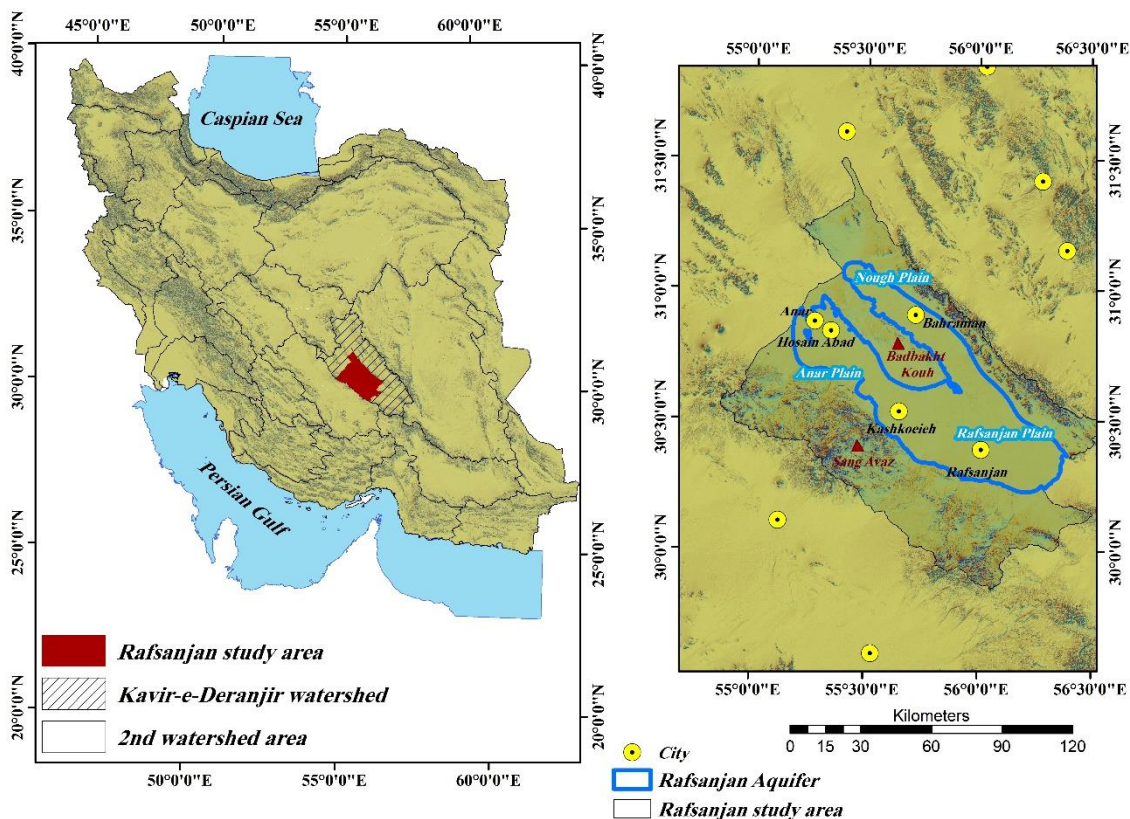 45°0'0"E
50°0'0"E
55°0'0"E
60°0'0"E
40°0'0"N
35°0'0"N
30°0'0"N
25°0'0"N
20°0'0"N
Caspian Sea
Persian Gulf
40°0'0"N
35°0'0"N
30°0'0"N
25°0'0"N
20°0'0"N
Rafsanjan study area
Kavir-e-Deranjir watershed
2nd watershed area
50°0'0"E
55°0'0"E
60°0'0"E
55°0'0"E
55°30'0"E
56°0'0"E
56°30'0"E
31°30'0"N
31°0'0"N
30°30'0"N
30°0'0"N
Nough Plain
Anar
Bahraman
Hosain Abad
Badbakht
Kouh
Anar Plain
Kashkoeieh
Rafsanjan Plain
Sang Ayaz
Rafsanjan
31°30'0"N
31°0'0"N
30°30'0"N
30°0'0"N
55°0'0"E
55°30'0"E
56°0'0"E
56°30'0"E
Kilometers
0 15 30 60 90 120
City
Rafsanjan Aquifer
Rafsanjan study area